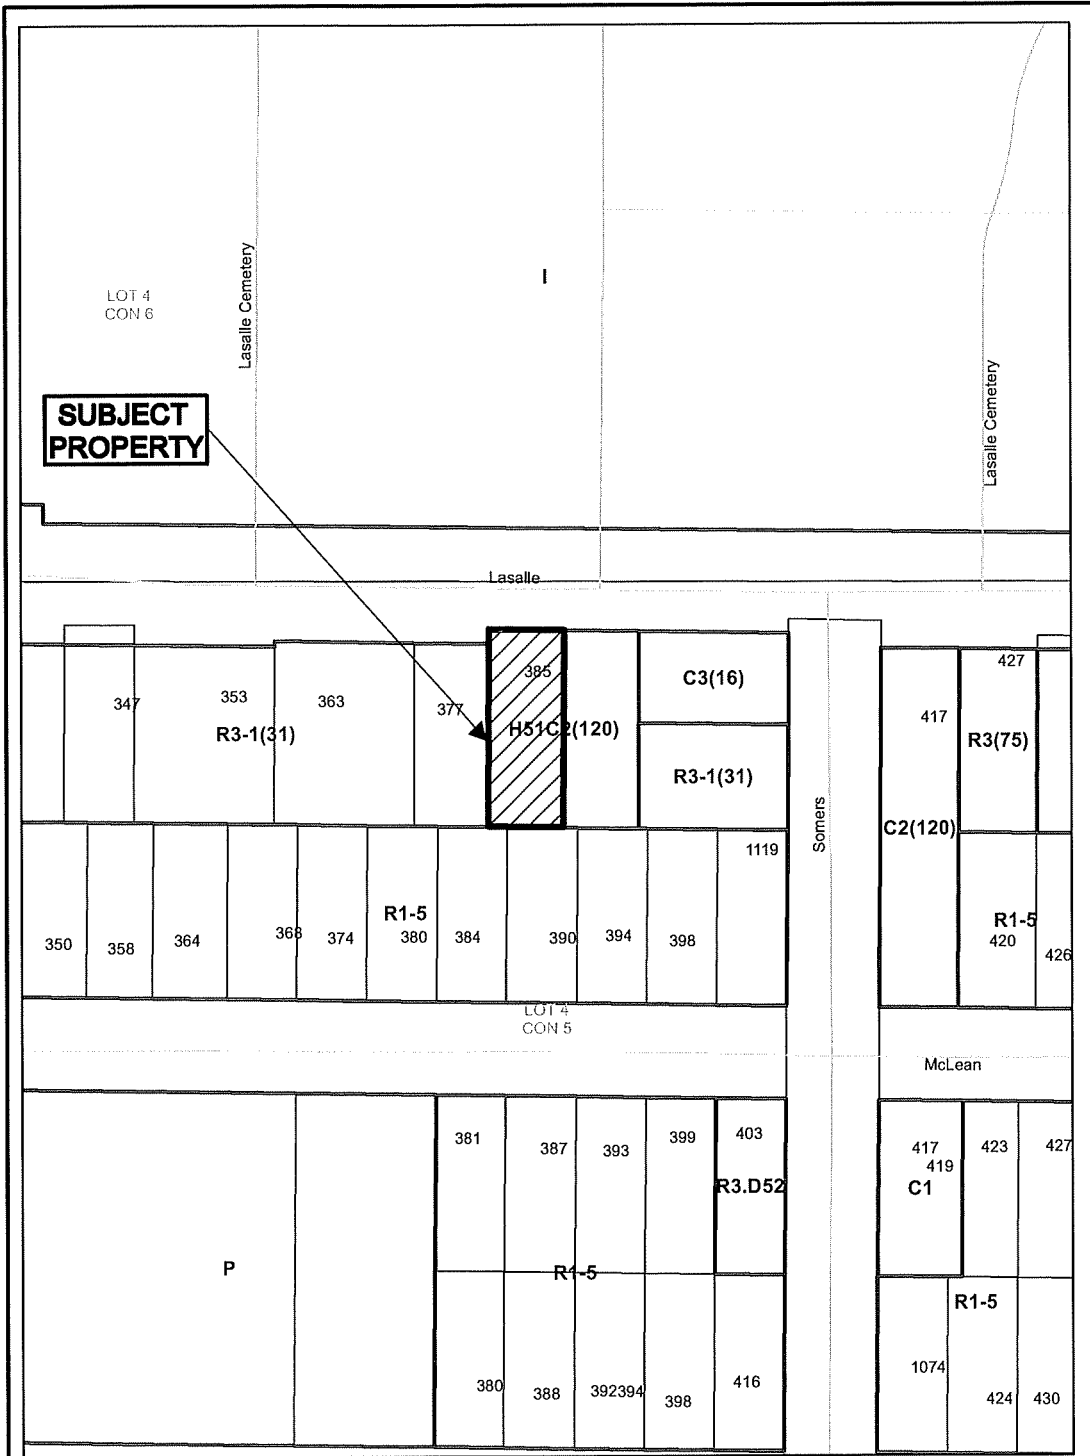 I
LOT 4
CON 6
Lasalle Cemetery
Lasalle Cemetery
SUBJECT
PROPERTY
Lasalle
347
353
363
377
385
R3-1(31)
H51C2(120)
C3(16)
R3-1(31)
417
427
R3(75)
C2(120)
Somers
1119
350
358
364
368
374
R1-5
380
384
390
394
398
R1-5
420
426
LOT 4
CON 5
McLean
381
387
393
399
403
R3.D52
417
419
C1
423
427
P
R1-5
R1-5
380
388
392394
398
416
1074
424
430